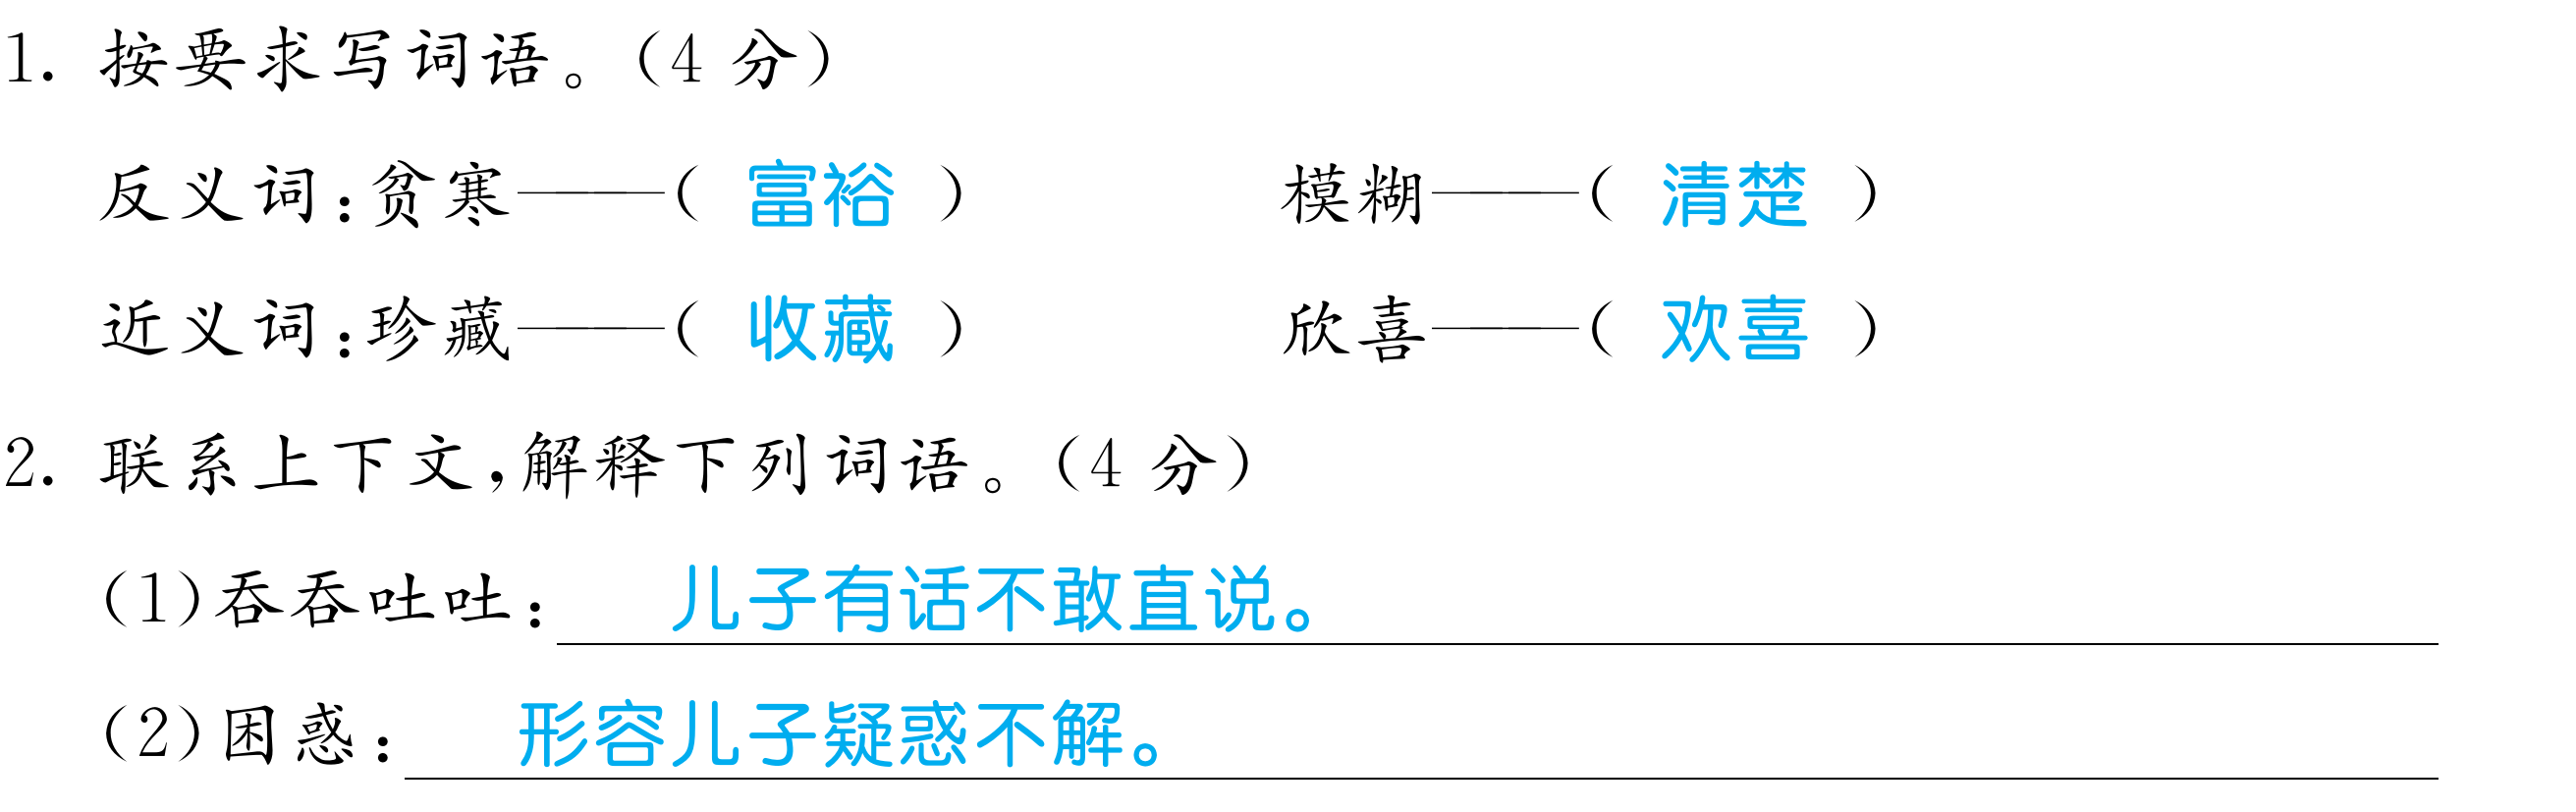 1. 按要求写词语。(4 分)
反义词:贫寒——( 富裕 ) 模糊——( 清楚 )
近义词:珍藏——( 收藏 ) 欣喜——( 欢喜 )
2. 联系上下文,解释下列词语。(4 分)
(1)吞吞吐吐: 儿子有话不敢直说。
(2)困惑: 形容儿子疑惑不解。